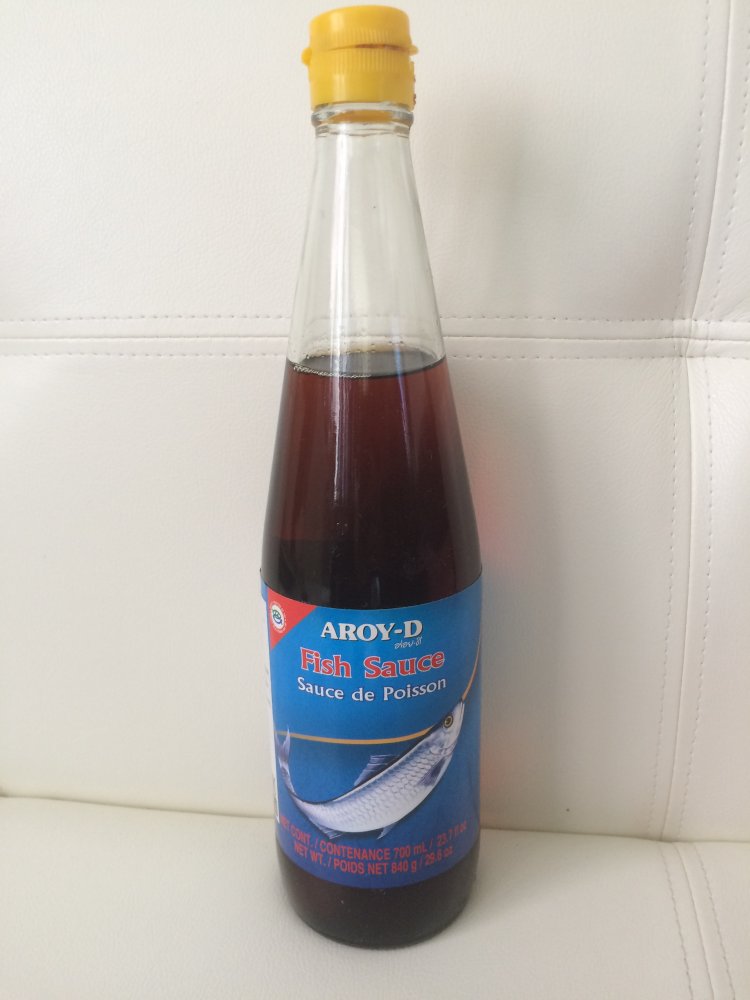 AROY-D
อร่อย-ดี
Fish Sauce
Sauce de Poisson
NET CONT. / CONTENANCE 700 mL / 23.7 fl oz
NET WT. / POIDS NET 840 g / 29.6 oz